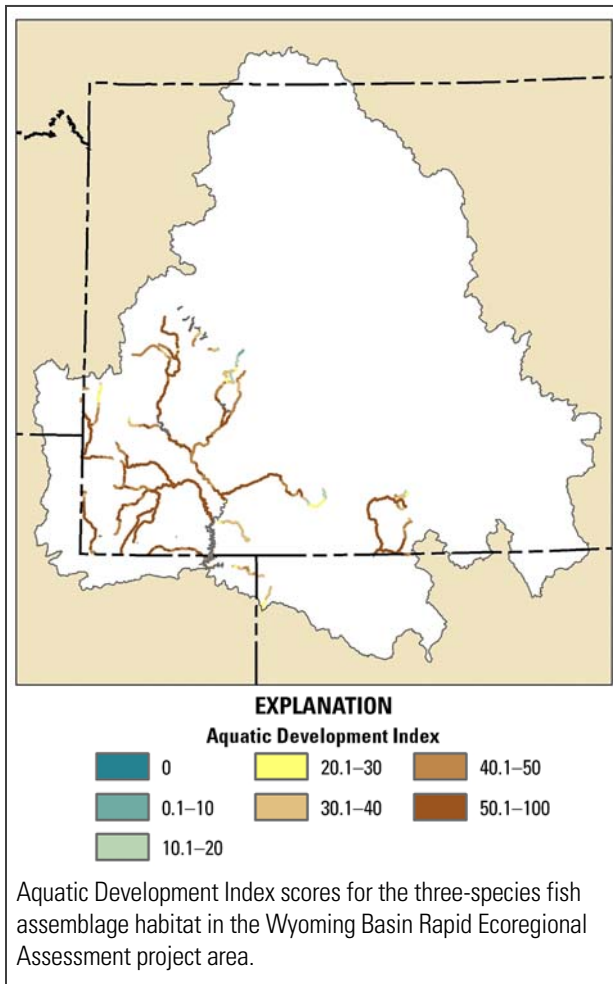 EXPLANATION
Aquatic Development Index
0
20.1–30
40.1–50
0.1–10
30.1–40
50.1–100
10.1–20
Aquatic Development Index scores for the three-species fish
assemblage habitat in the Wyoming Basin Rapid Ecoregional
Assessment project area.